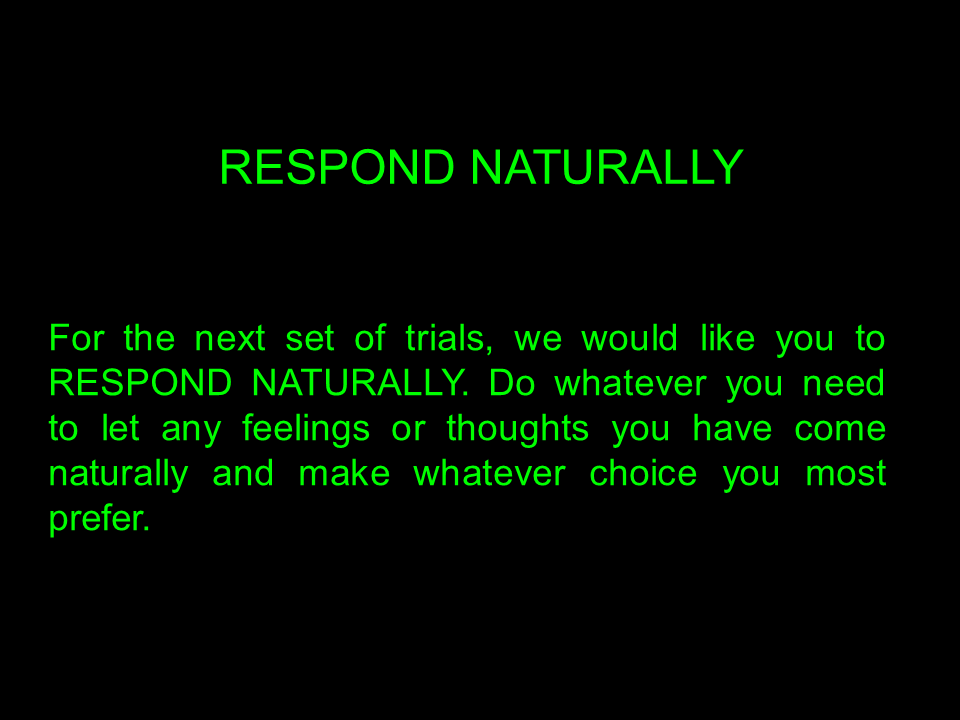 RESPOND NATURALLY
For the next set of trials, we would like you to
RESPOND NATURALLY. Do whatever you need
to let any feelings or thoughts you have come
naturally and make whatever choice you most
prefer.